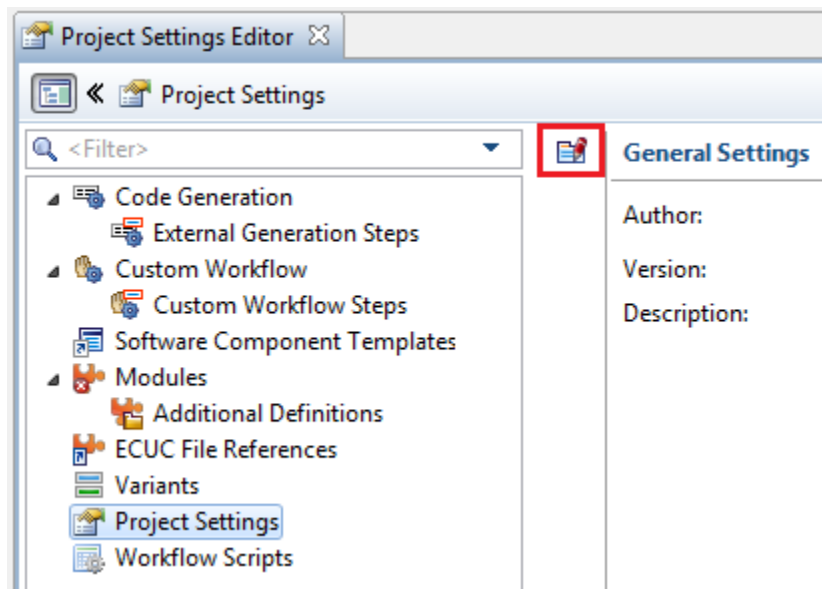 Project Settings Editor
Project Settings
<Filter>
General Settings
Code Generation
Author:
External Generation Steps
Custom Workflow
Version:
Custom Workflow Steps
Description:
Software Component Templates
Modules
Additional Definitions
ECUC File References
Variants
Project Settings
Workflow Scripts